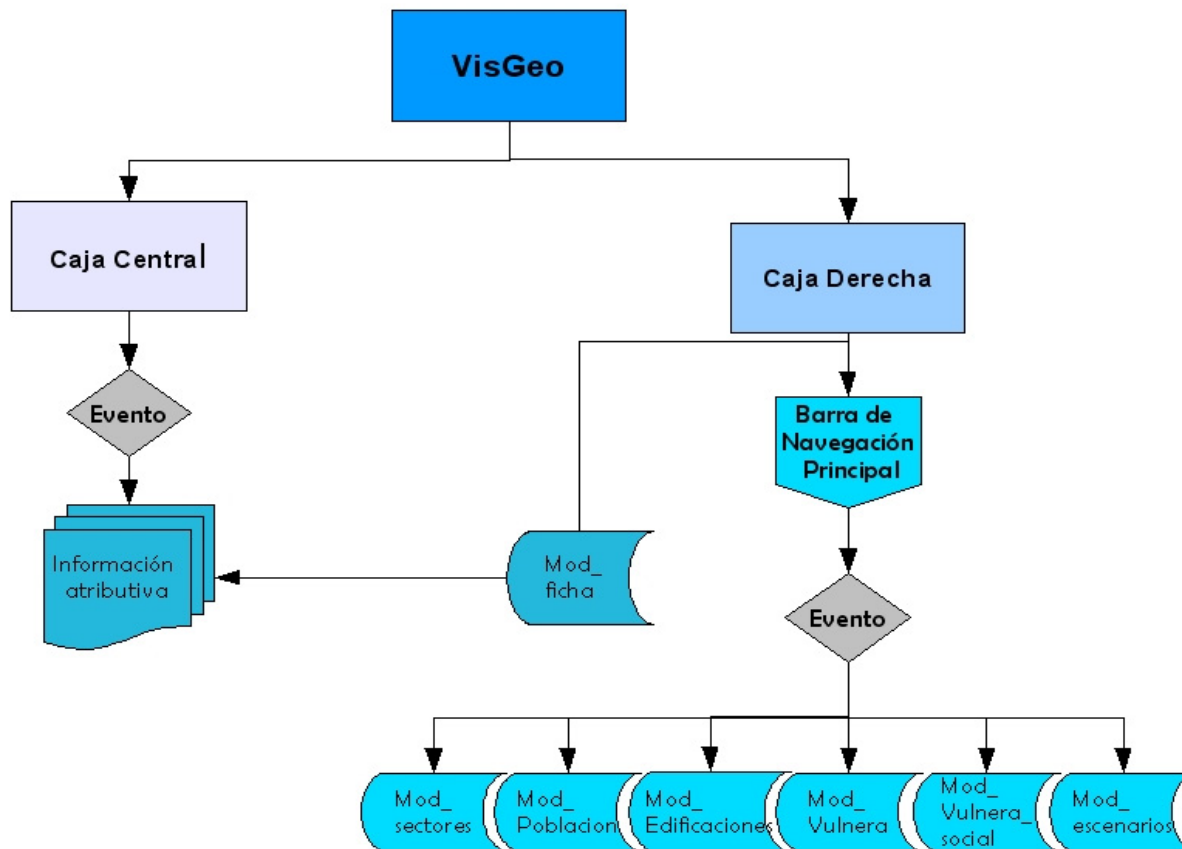 VisGeo
Caja Central
Caja Derecha
Evento
Barra de
Navegación
Principal
Información
atributiva
Mod_
ficha
Evento
Mod_
sectores
Mod_
Poblacion
Mod_
Edificaciones
Mod_
Vulnera
Mod_
Vulnera_
social
Mod_
escenarios